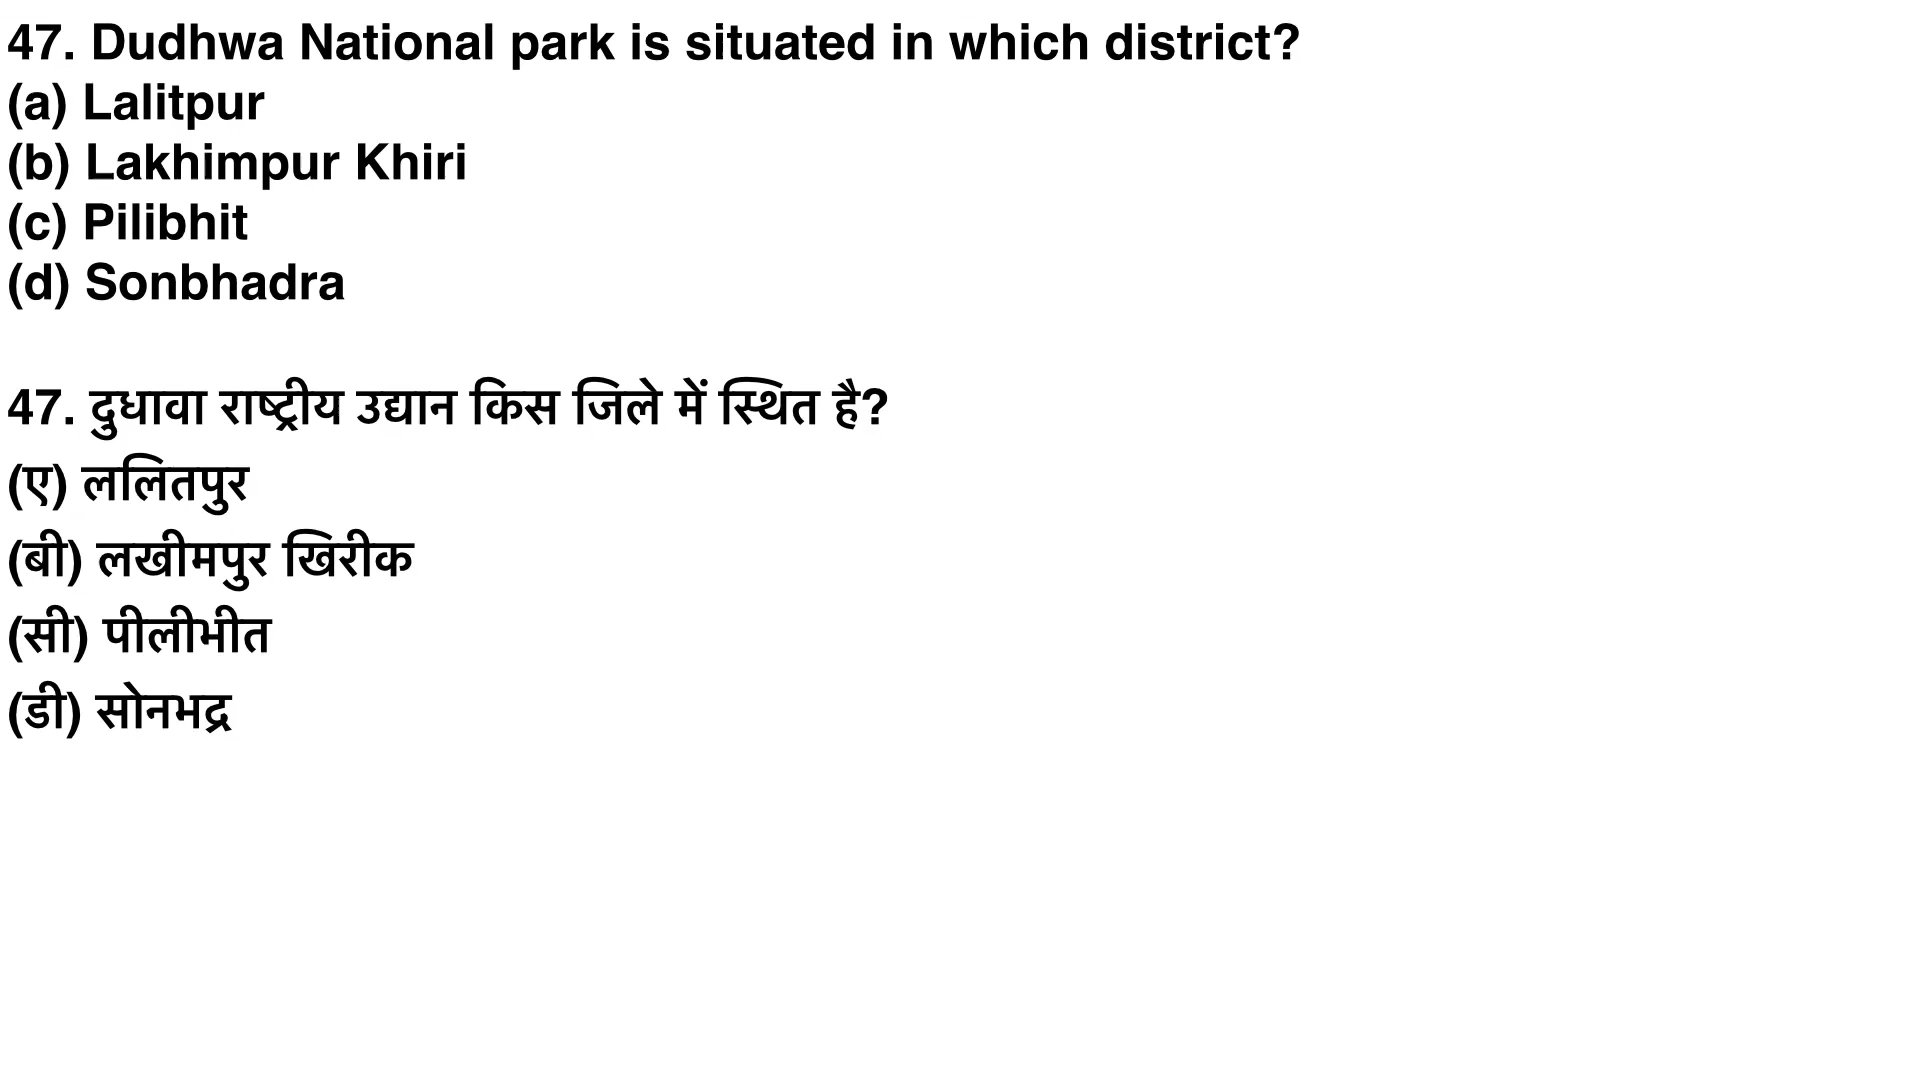 47. Dudhwa National park is situated in which district?
(a) Lalitpur
(b) Lakhimpur Khiri
(c) Pilibhit
(d) Sonbhadra
47. दुधावा राष्ट्रीय उद्यान किस जिले में स्थित है?
(ए) ललितपुर
(बी) लखीमपुर खिरीक
(सी) पीलीभीत
(डी) सोनभद्र